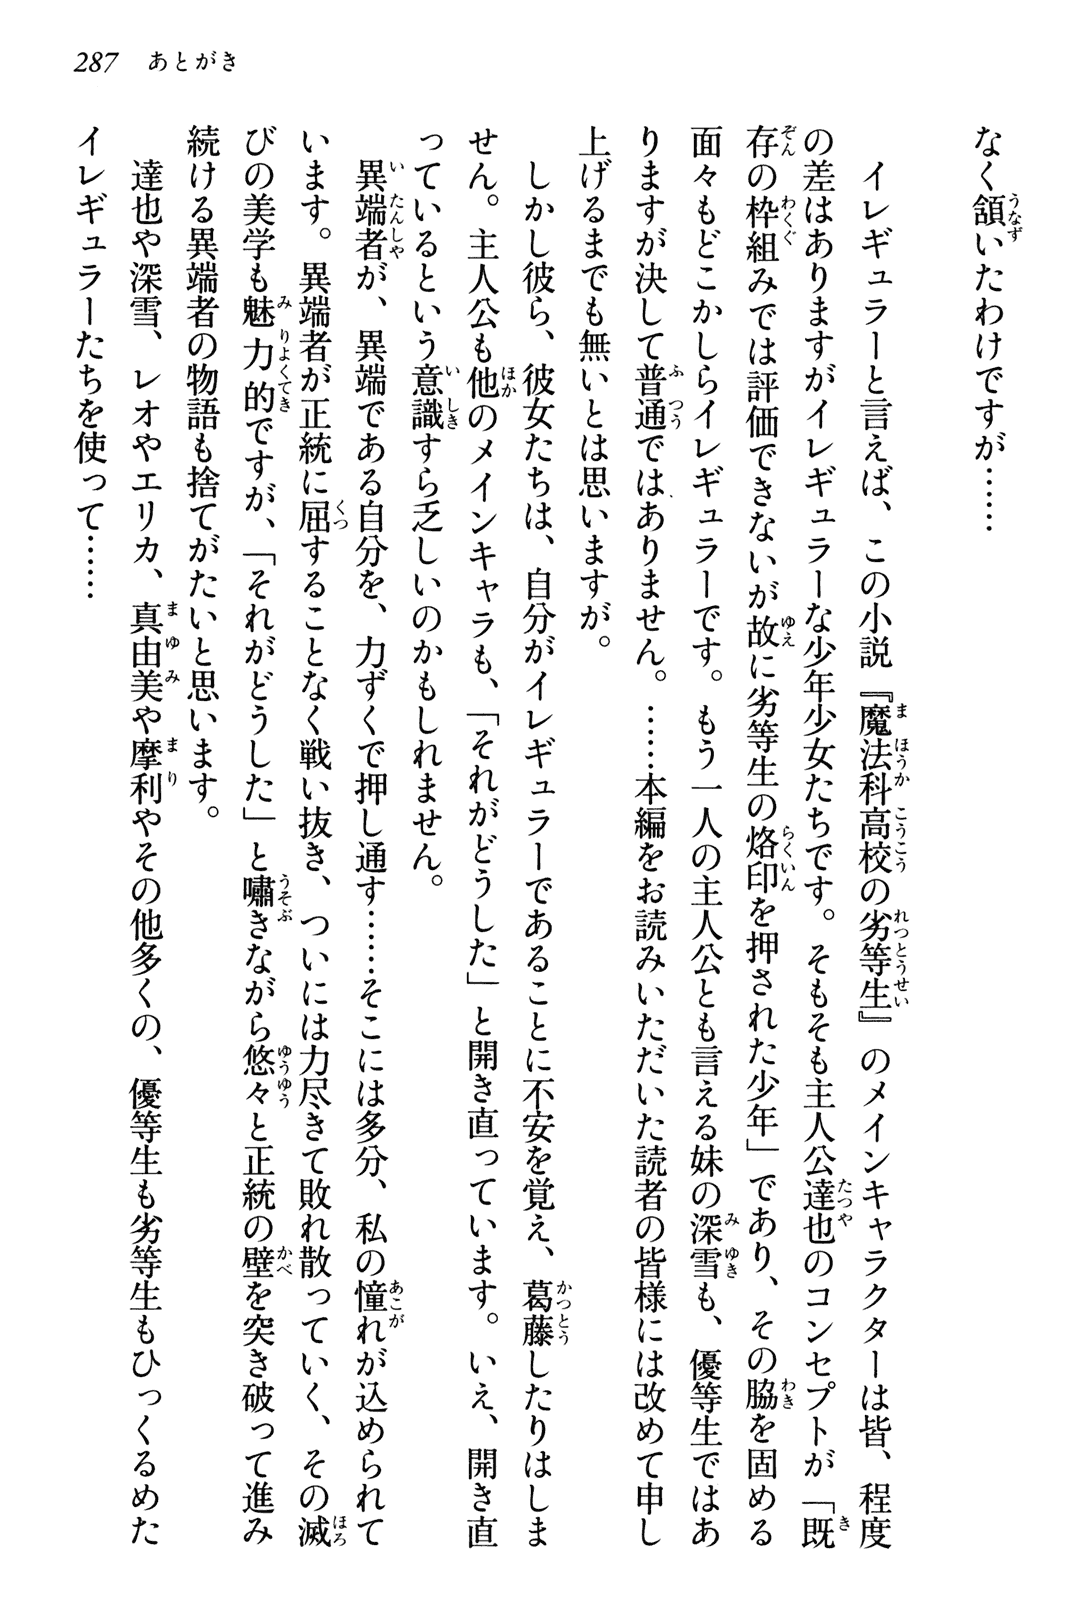 287　あとがき
なく頷いたわけですが……
イレギュラーと言えば、この小説『魔法科高校の劣等生』のメインキャラクターは皆、程度
の差はありますがイレギュラーな少年少女たちです。そもそも主人公達也のコンセプトが「既
存の枠組みでは評価できないが故に劣等生の烙印を押された少年」であり、その脇を固める
面々もどこかしらイレギュラーです。もう一人の主人公とも言える妹の深雪も、優等生ではあ
りますが決して普通ではありません。……本編をお読みいただいた読者の皆様には改めて申し
上げるまでも無いとは思いますが。
しかし彼ら、彼女たちは、自分がイレギュラーであることに不安を覚え、葛藤したりはしま
せん。主人公も他のメインキャラも、「それがどうした」と開き直っています。いえ、開き直
っているという意識すら乏しいのかもしれません。
異端者が、異端である自分を、力ずくで押し通す……そこには多分、私の憧れが込められて
います。異端者が正統に屈することなく戦い抜き、ついには力尽きて敗れ散っていく、その滅
びの美学も魅力的ですが、「それがどうした」と嘯きながら悠々と正統の壁を突き破って進み
続ける異端者の物語も捨てがたいと思います。
達也や深雪、レオやエリカ、真由美や摩利やその他多くの、優等生も劣等生もひっくるめた
イレギュラーたちを使って……